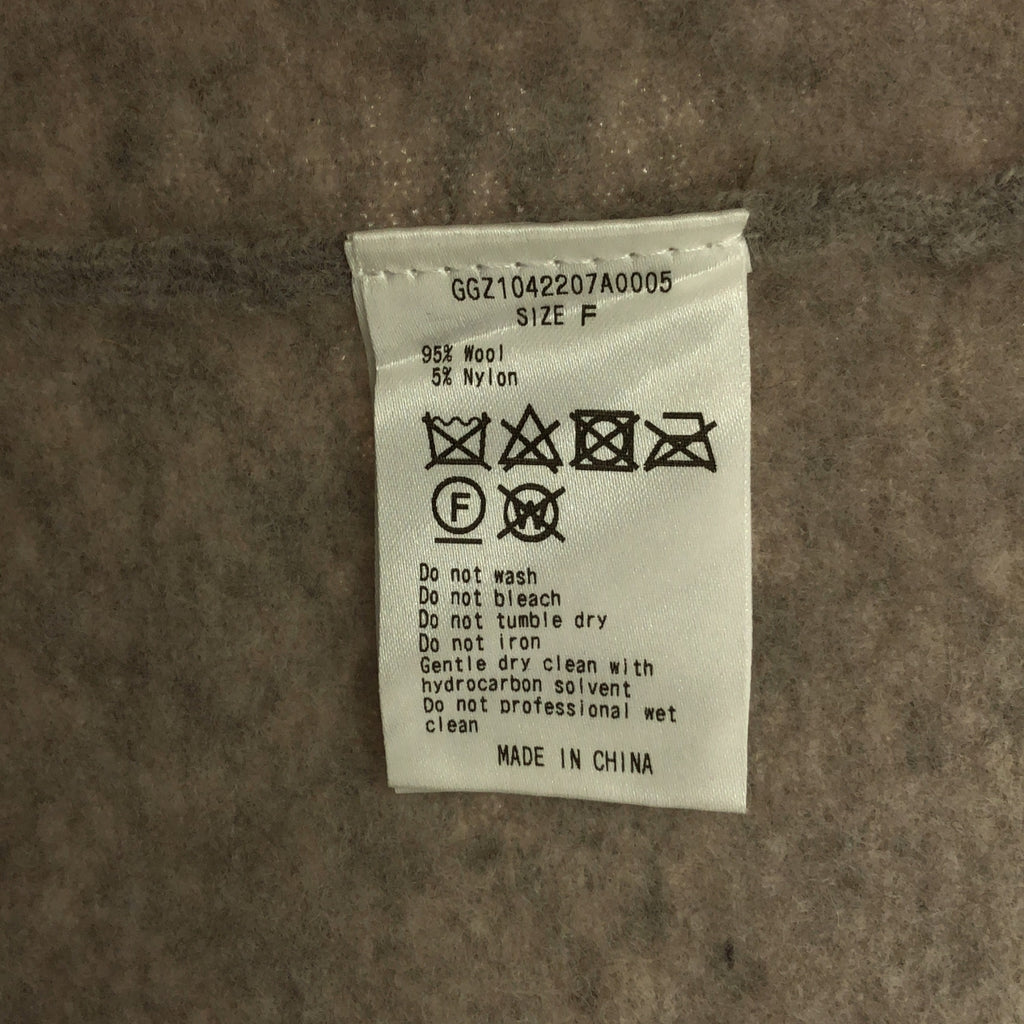 GGZ1042207A0005
SIZE F
95% Wool
5% Nylon
F W
Do not wash
Do not bleach
Do not tumble dry
Do not iron
Gentle dry clean with
hydrocarbon solvent
Do not professional wet
clean
MADE IN CHINA